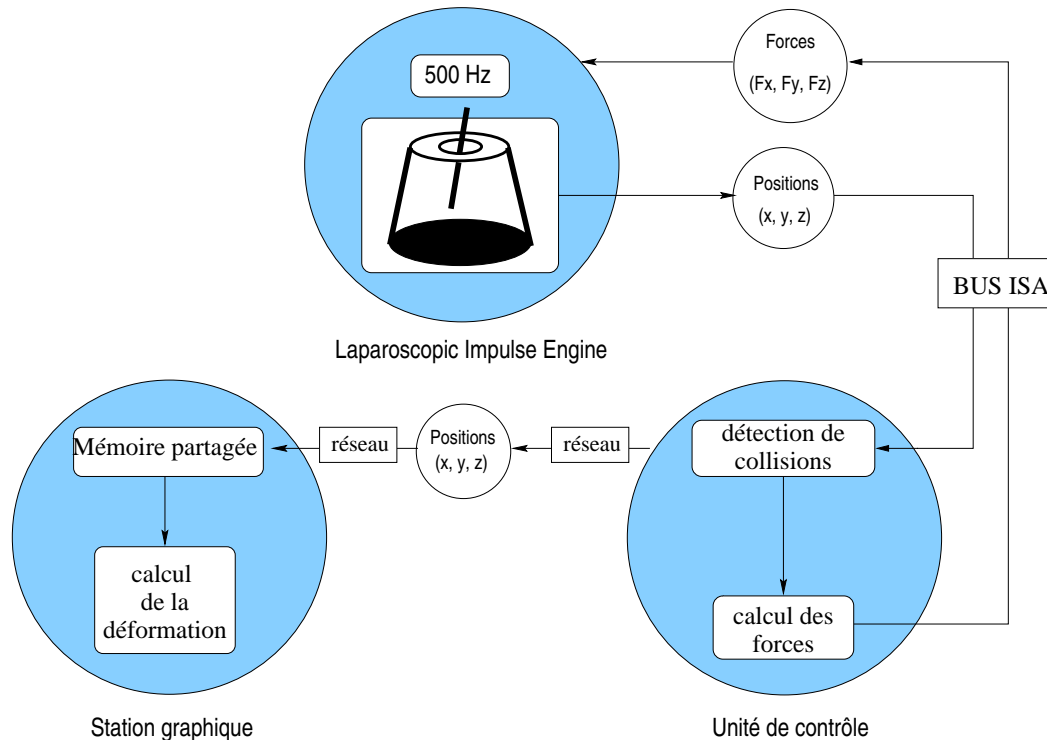 500 Hz
Forces
(Fx, Fy, Fz)
Positions
(x, y, z)
BUS ISA
Laparoscopic Impulse Engine
Mémoire partagée
réseau
Positions
(x, y, z)
réseau
détection de
collisions
calcul
de la
déformation
calcul des
forces
Station graphique
Unité de contrôle